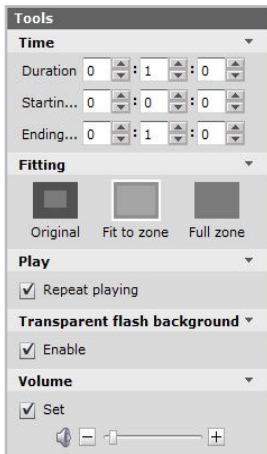 Tools
Time
Duration 0 : 1 : 0
Startin... 0 : 0 : 0
Ending... 0 : 1 : 0
Fitting
Original Fit to zone Full zone
Play
Repeat playing
Transparent flash background
Enable
Volume
Set